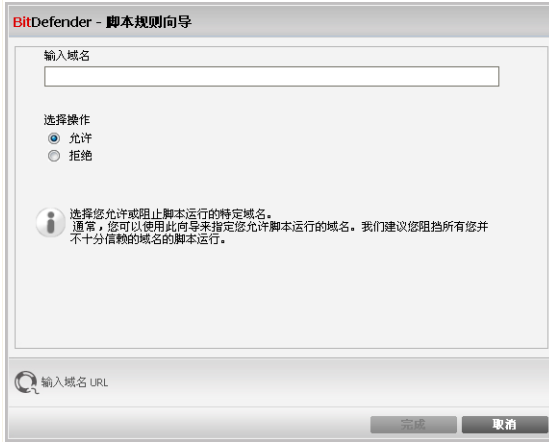 BitDefender - 脚本规则向导
输入域名
选择操作
允许
拒绝
选择您允许或阻止脚本运行的特定域名。
通常，您可以使用此向导来指定您允许脚本运行的域名。我们建议您阻挡所有您并
不十分信赖的域名的脚本运行。
输入域名 URL
完成
取消